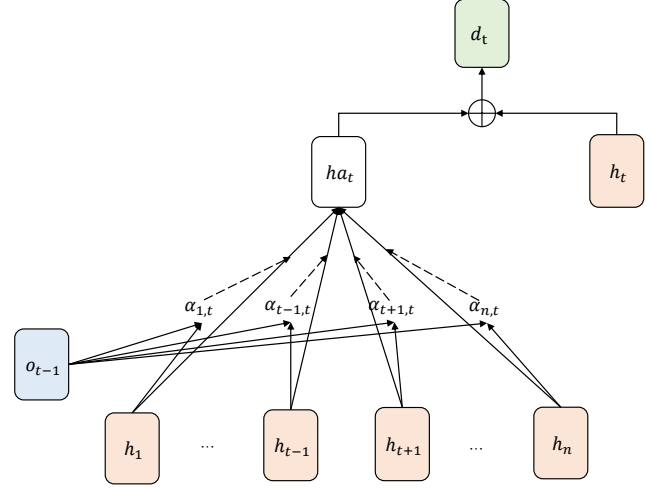 d_t
ha_t
h_t
α_{1,t} α_{t−1,t} α_{t+1,t} α_{n,t}
o_{t−1}
h_1 ... h_{t−1} h_{t+1} ... h_n